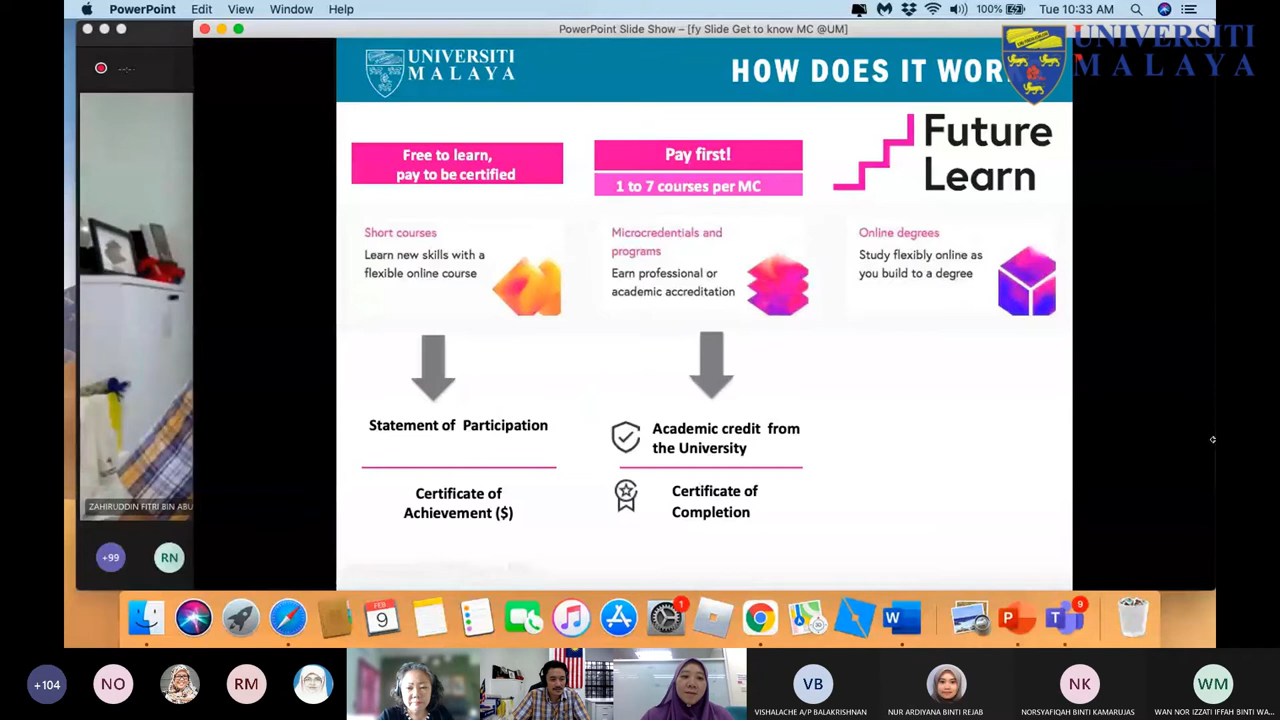 PowerPoint Edit View Window Help
100% Tue 10:33 AM
PowerPoint Slide Show – [fy Slide Get to know MC @UM]
UNIVERSITI
MALAYA
HOW DOES IT WOR
UNIVERSITI
MALAYA
--:--
Free to learn,
pay to be certified
Pay first!
1 to 7 courses per MC
Future
Learn
Short courses
Learn new skills with a
flexible online course
Microcredentials and
programs
Earn professional or
academic accreditation
Online degrees
Study flexibly online as
you build to a degree
Statement of Participation
Certificate of
Achievement ($)
Academic credit from
the University
Certificate of
Completion
ZAHIRUDDIN FITRI BIN ABU
+99
RN
FEB
9
1
W
P
T
9
+104
NO
RM
VB
VISHALACHE A/P BALAKRISHNAN
NUR ARDIYANA BINTI REJAB
NK
NORSYAFIQAH BINTI KAMARUJAS
WM
WAN NOR IZZATI IFFAH BINTI WA...